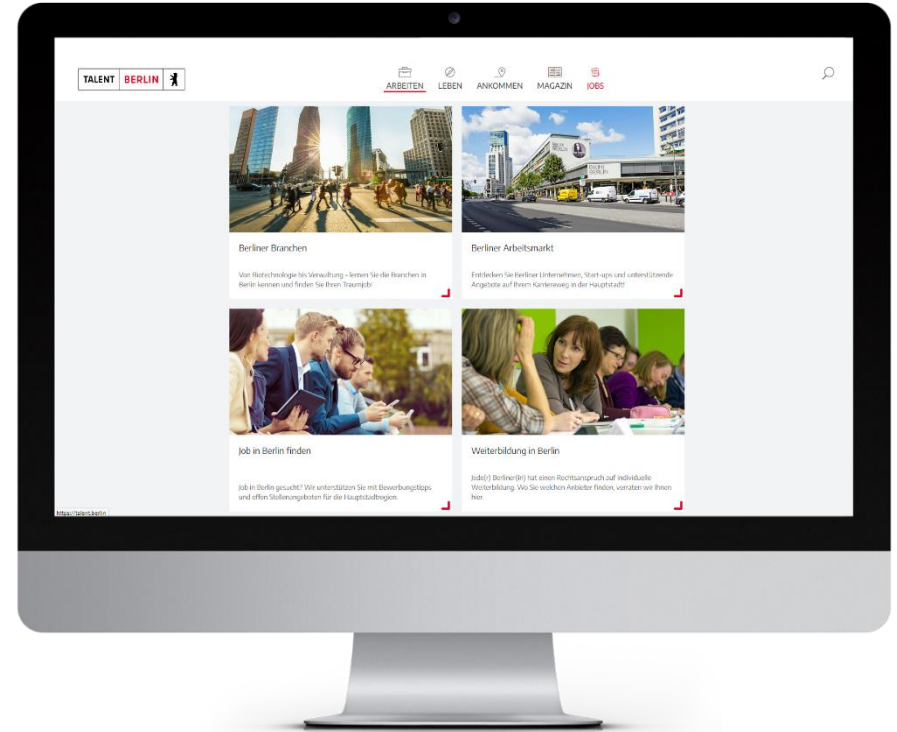 TALENT BERLIN
ARBEITEN LEBEN ANKOMMEN MAGAZIN JOBS
BIKINI BERLIN
Berliner Branchen
Berliner Arbeitsmarkt
Von Biotechnologie bis Verwaltung – lernen Sie die Branchen in
Berlin kennen und finden Sie Ihren Traumjob!
Entdecken Sie Berliner Unternehmen, Start-ups und unterstützende
Angebote auf Ihrem Karriereweg in der Hauptstadt!
Job in Berlin finden
Weiterbildung in Berlin
Job in Berlin gesucht? Wir unterstützen Sie mit Bewerbungstipps
und offen Stellenangeboten für die Hauptstadtregion.
Jede(r) Berliner(in) hat einen Rechtsanspruch auf individuelle
Weiterbildung. Wo Sie welchen Anbieter finden, verraten wir Ihnen
hier.
https://talent.berlin